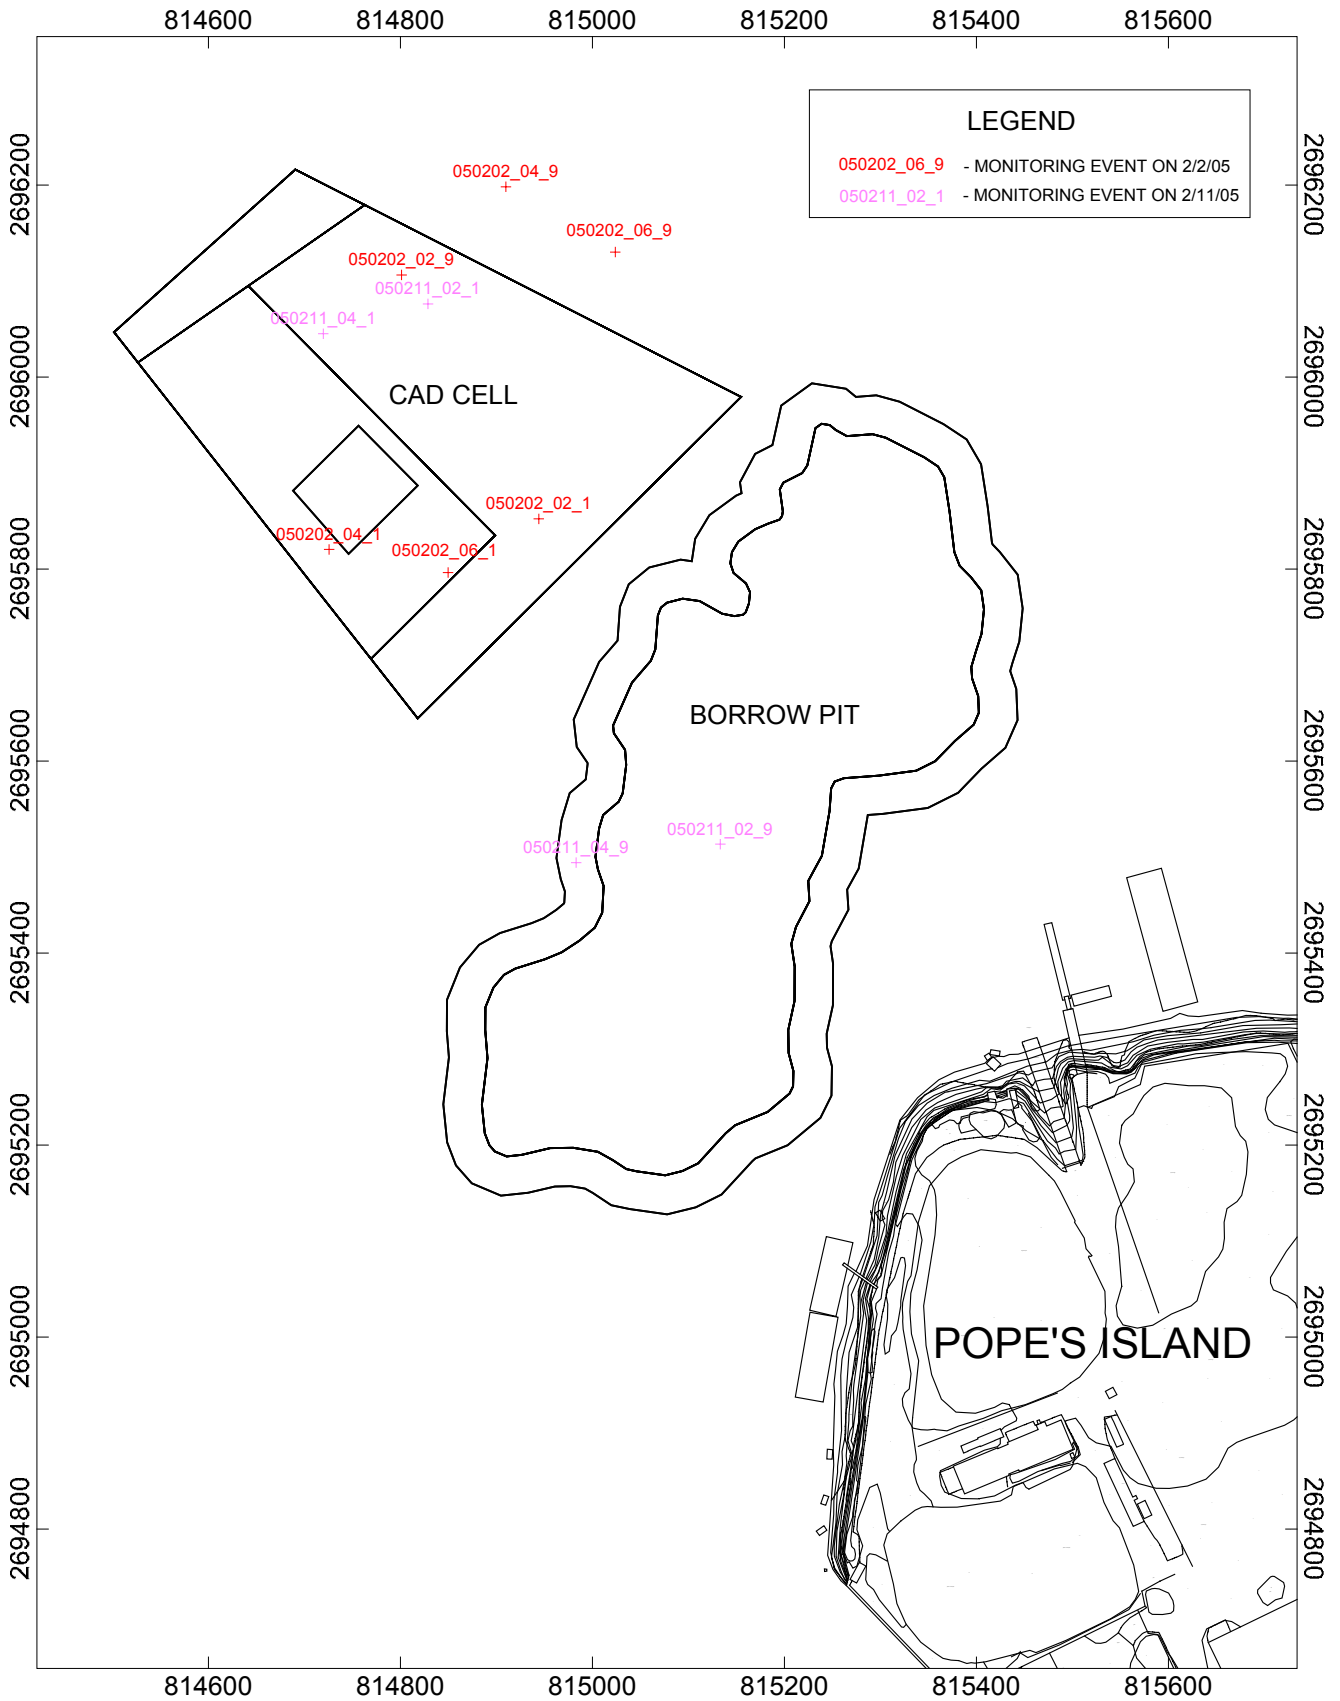 814600 814800 815000 815200 815400 815600
LEGEND
050202_06_9 - MONITORING EVENT ON 2/2/05
050211_02_1 - MONITORING EVENT ON 2/11/05
2696200 2696200
050202_04_9
050202_06_9
050202_02_9
050211_02_1
050211_04_1
2696000 2696000
CAD CELL
050202_02_1
050202_04_1
050202_06_1
2695800 2695800
BORROW PIT
2695600 2695600
050211_02_9
050211_04_9
2695400 2695400
2695200 2695200
2695000 2695000
POPE'S ISLAND
2694800 2694800
814600 814800 815000 815200 815400 815600